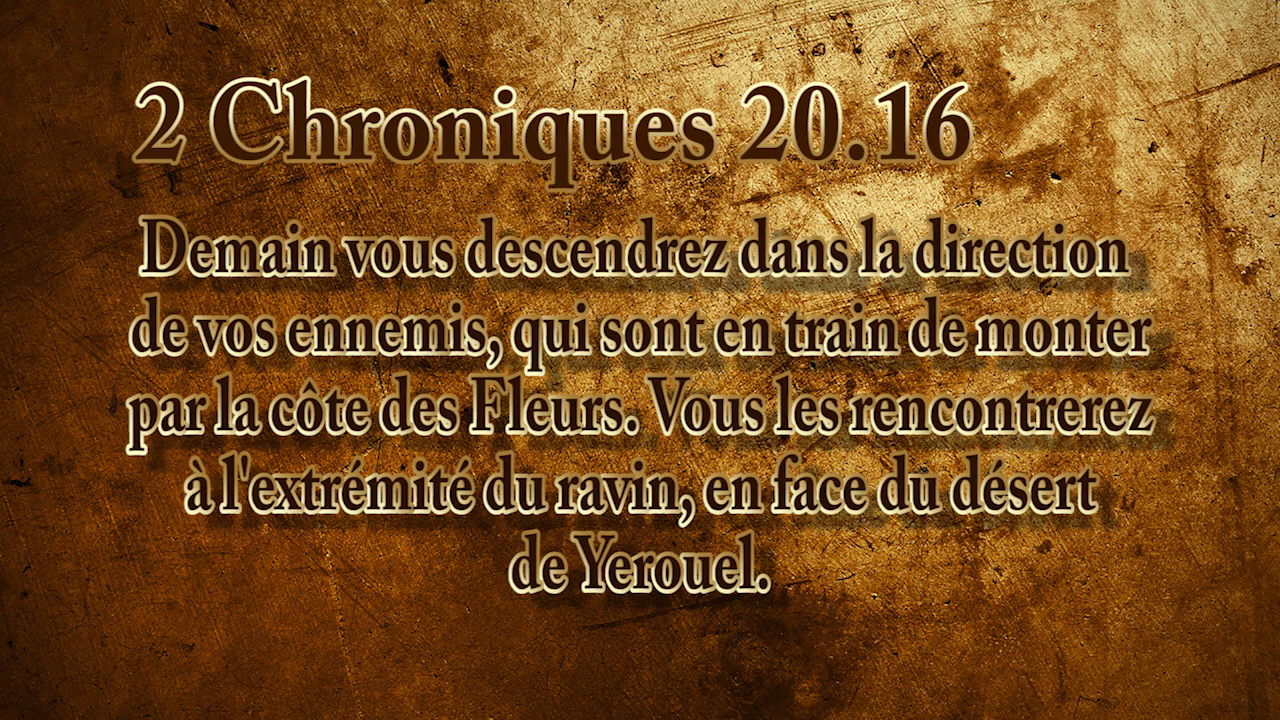 2 Chroniques 20.16
Demain vous descendrez dans la direction
de vos ennemis, qui sont en train de monter
par la côte des Fleurs. Vous les rencontrerez
à l'extrémité du ravin, en face du désert
de Yerouel.